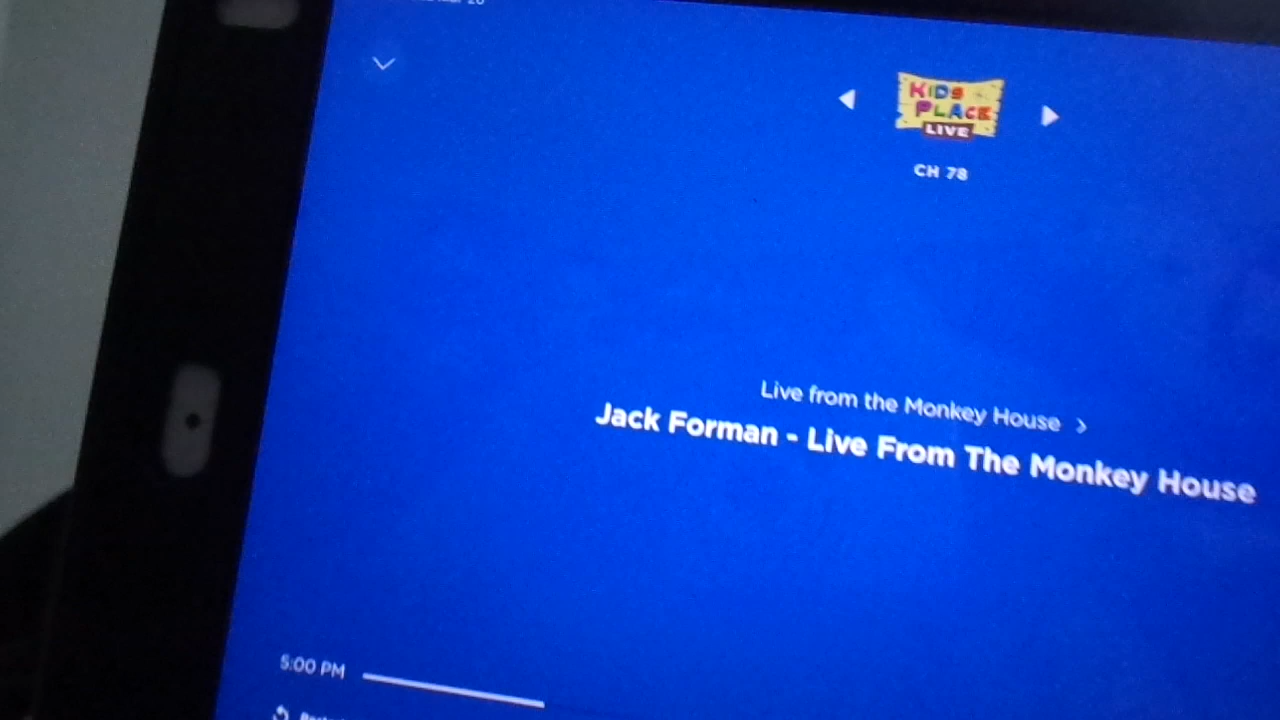 KIDS
PLACE
LIVE
CH 78
Live from the Monkey House
Jack Forman - Live From The Monkey House
5:00 PM